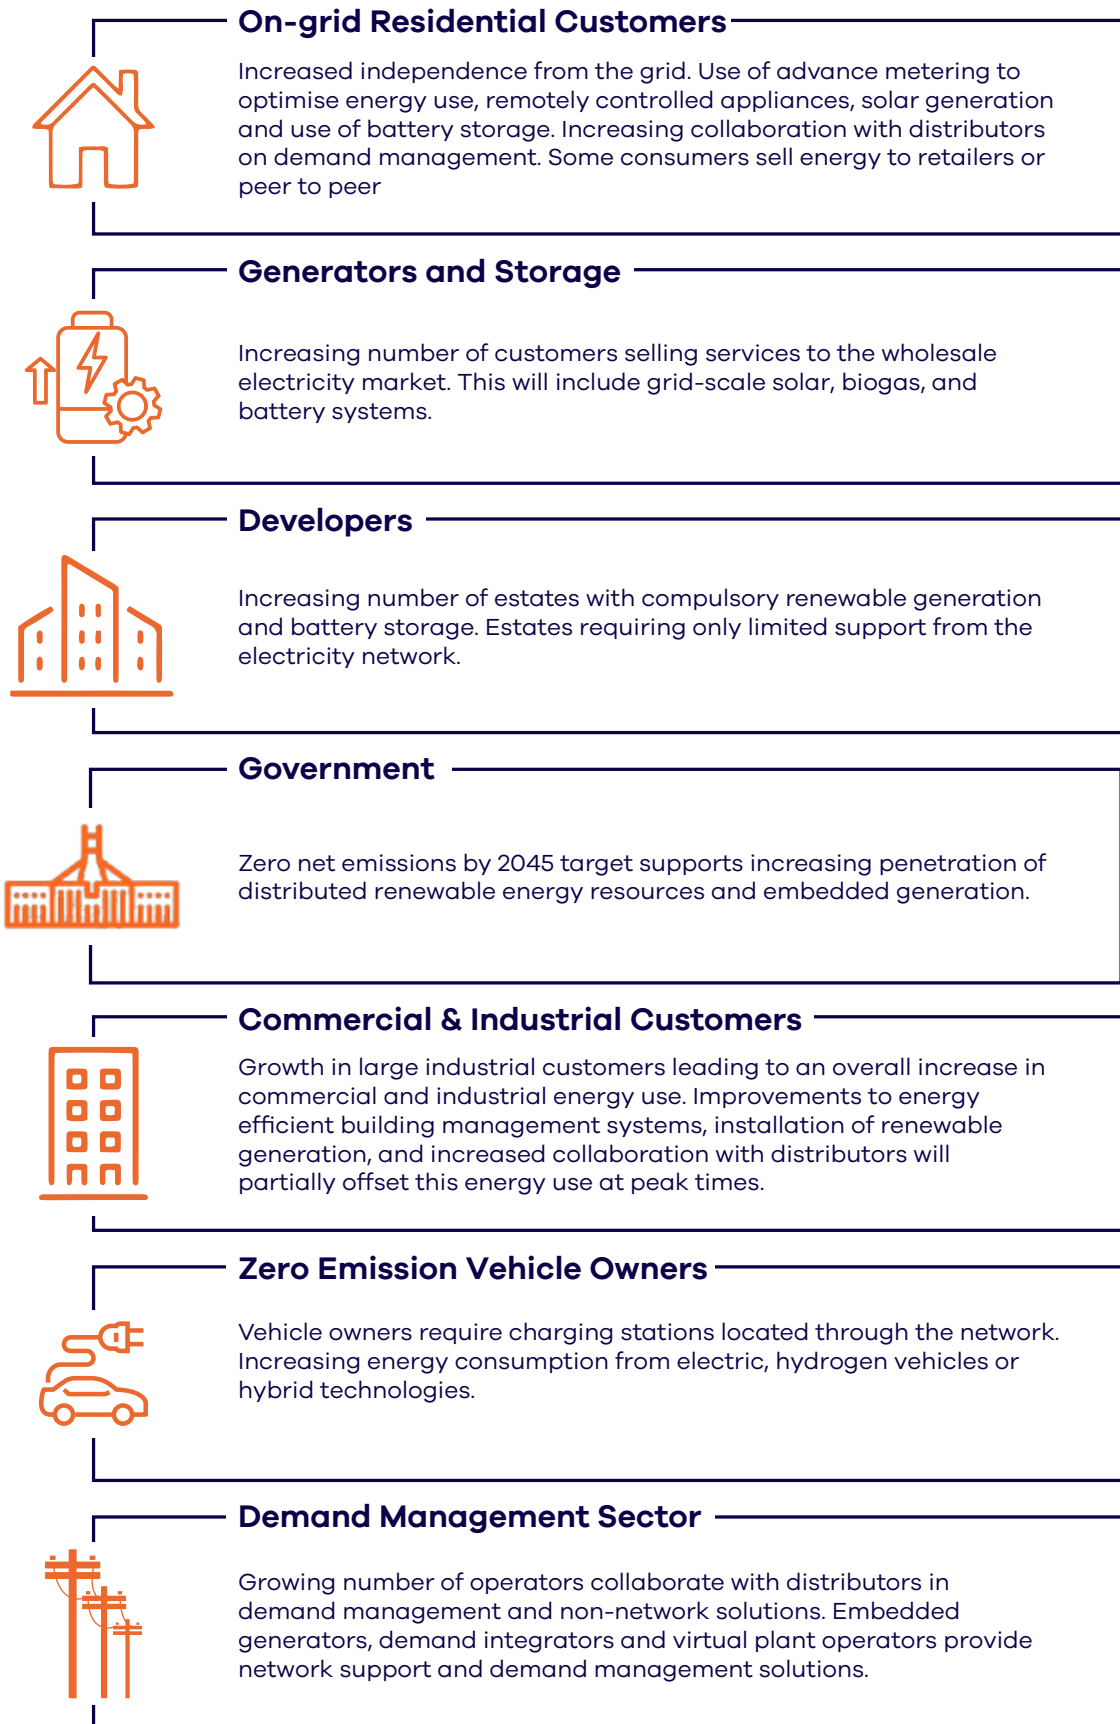 On-grid Residential Customers
Increased independence from the grid. Use of advance metering to
optimise energy use, remotely controlled appliances, solar generation
and use of battery storage. Increasing collaboration with distributors
on demand management. Some consumers sell energy to retailers or
peer to peer
Generators and Storage
Increasing number of customers selling services to the wholesale
electricity market. This will include grid-scale solar, biogas, and
battery systems.
Developers
Increasing number of estates with compulsory renewable generation
and battery storage. Estates requiring only limited support from the
electricity network.
Government
Zero net emissions by 2045 target supports increasing penetration of
distributed renewable energy resources and embedded generation.
Commercial & Industrial Customers
Growth in large industrial customers leading to an overall increase in
commercial and industrial energy use. Improvements to energy
efficient building management systems, installation of renewable
generation, and increased collaboration with distributors will
partially offset this energy use at peak times.
Zero Emission Vehicle Owners
Vehicle owners require charging stations located through the network.
Increasing energy consumption from electric, hydrogen vehicles or
hybrid technologies.
Demand Management Sector
Growing number of operators collaborate with distributors in
demand management and non-network solutions. Embedded
generators, demand integrators and virtual plant operators provide
network support and demand management solutions.